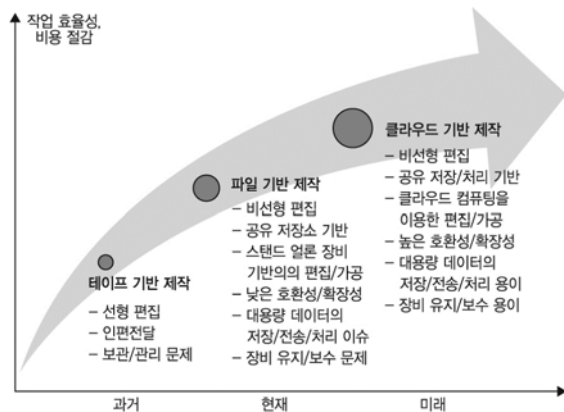 작업 효율성,
비용 절감
클라우드 기반 제작
– 비선형 편집
– 공유 저장/처리 기반
– 클라우드 컴퓨팅을
이용한 편집/가공
– 높은 호환성/확장성
– 대용량 데이터의
저장/전송/처리 용이
– 장비 유지/보수 용이
파일 기반 제작
– 비선형 편집
– 공유 저장소 기반
– 스탠드 얼론 장비
기반의의 편집/가공
– 낮은 호환성/확장성
– 대용량 데이터의
저장/전송/처리 이슈
– 장비 유지/보수 문제
테이프 기반 제작
– 선형 편집
– 인편전달
– 보관/관리 문제
과거
현재
미래